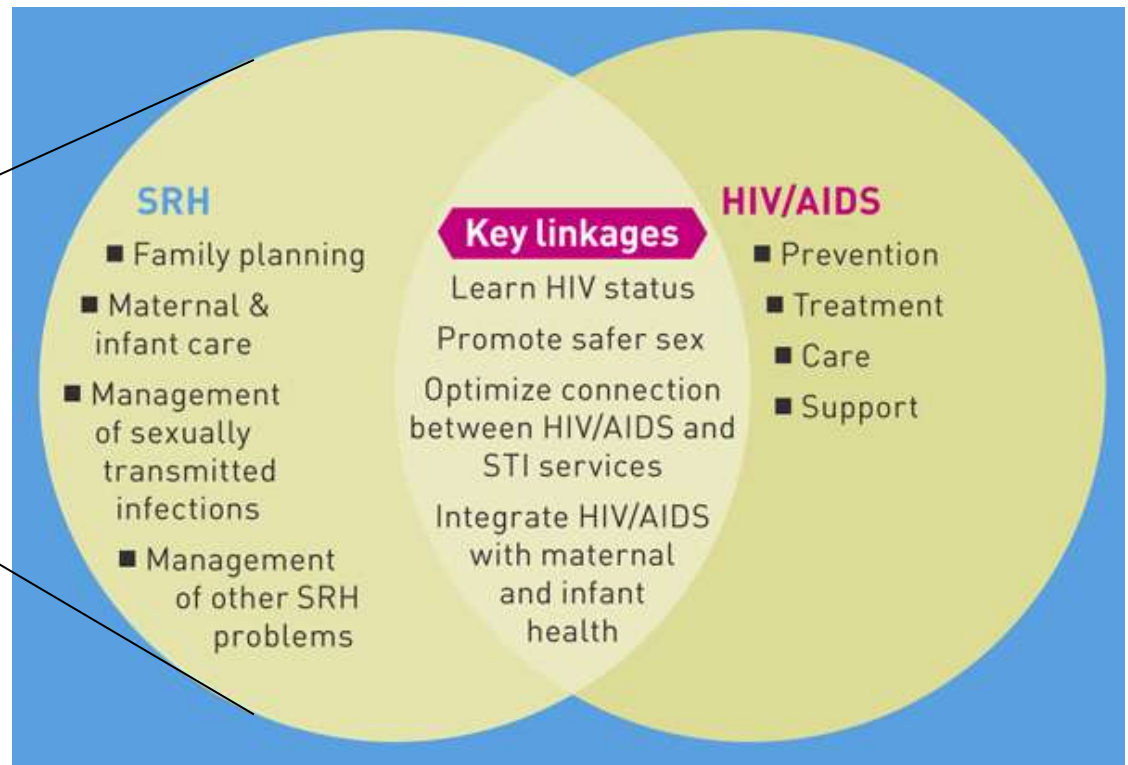 SRH
■ Family planning
■ Maternal &
infant care
■ Management
of sexually
transmitted
infections
■ Management
of other SRH
problems
Key linkages
Learn HIV status
Promote safer sex
Optimize connection
between HIV/AIDS and
STI services
Integrate HIV/AIDS
with maternal
and infant
health
HIV/AIDS
■ Prevention
■ Treatment
■ Care
■ Support